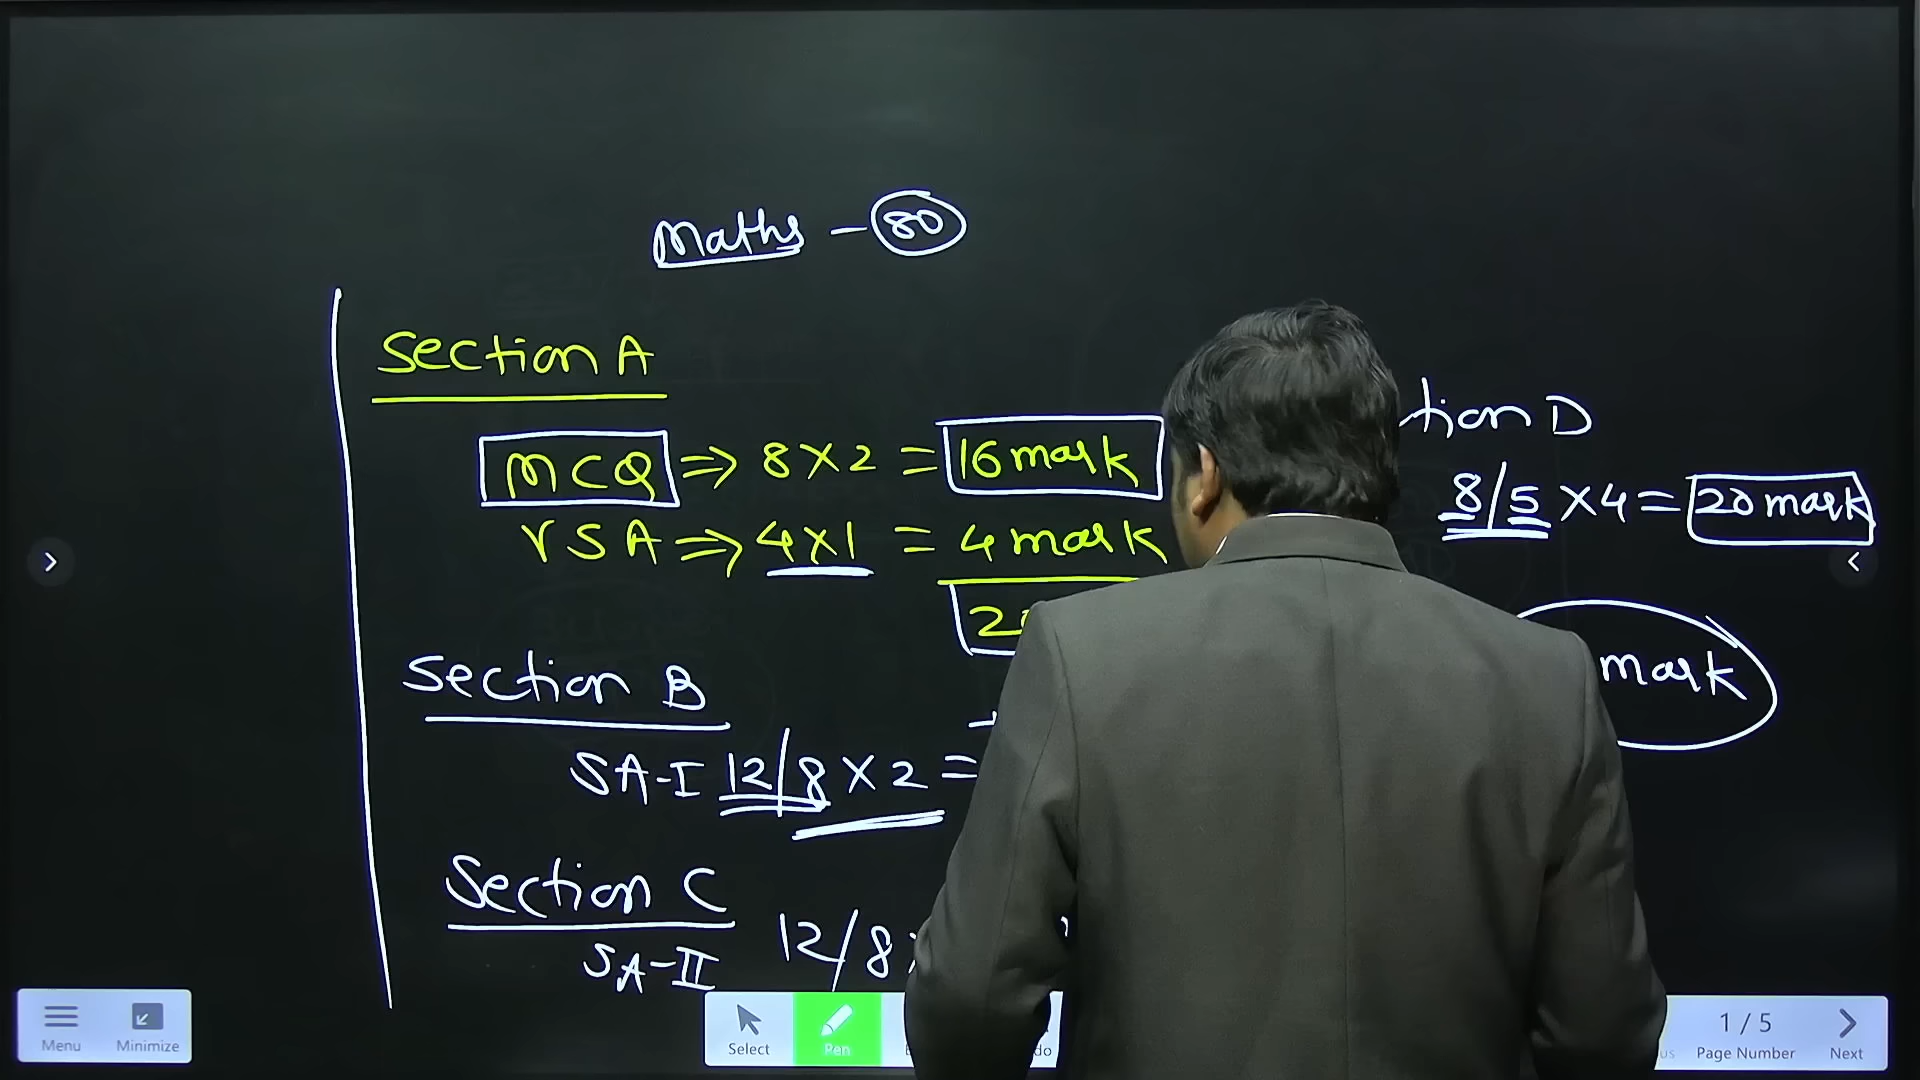 Maths - 80
Section A
MCQ ⇒ 8 × 2 = 16 mark
VSA ⇒ 4×1 = 4 mark
Section B
SA-I 12/8 × 2 =
Section C
SA-II 12/8
tion D
8/5 × 4 = 20 mark
mark
Menu
Minimize
Select
Pen
1 / 5
Page Number
Next